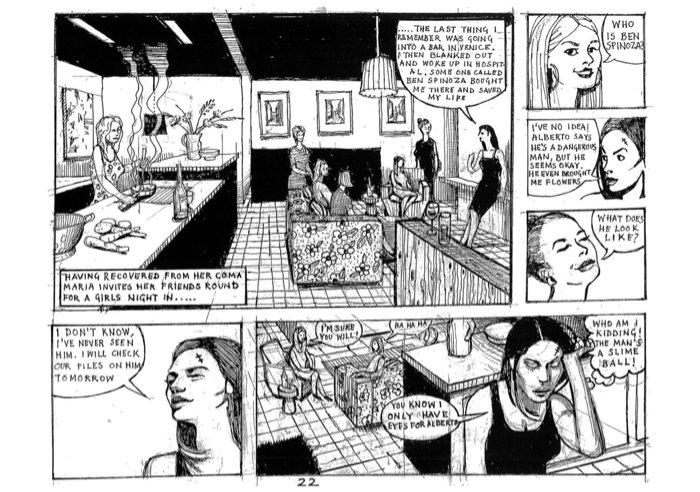 .....THE LAST THING I
REMEMBER WAS GOING
INTO A BAR IN VENICE.
I THEN BLANKED OUT
AND WOKE UP IN HOSPIT
AL. SOME ONE CALLED
BEN SPINOZA BOUGHT
ME THERE AND SAVED
MY LIFE
HAVING RECOVERED FROM HER COMA
MARIA INVITES HER FRIENDS ROUND
FOR A GIRLS NIGHT IN.....
WHO
IS BEN
SPINOZA?
I'VE NO IDEA!
ALBERTO SAYS
HE'S A DANGEROUS
MAN, BUT HE
SEEMS OKAY.
HE EVEN BROUGHT
ME FLOWERS
WHAT DOES
HE LOOK
LIKE?
I DON'T KNOW,
I'VE NEVER SEEN
HIM. I WILL CHECK
OUR FILES ON HIM
TOMORROW
I'M SURE
YOU WILL!
HA HA HA
YOU KNOW I
ONLY HAVE
EYES FOR ALBERTO
WHO AM I
KIDDING!
THE MAN'S
A SLIME
BALL!
22